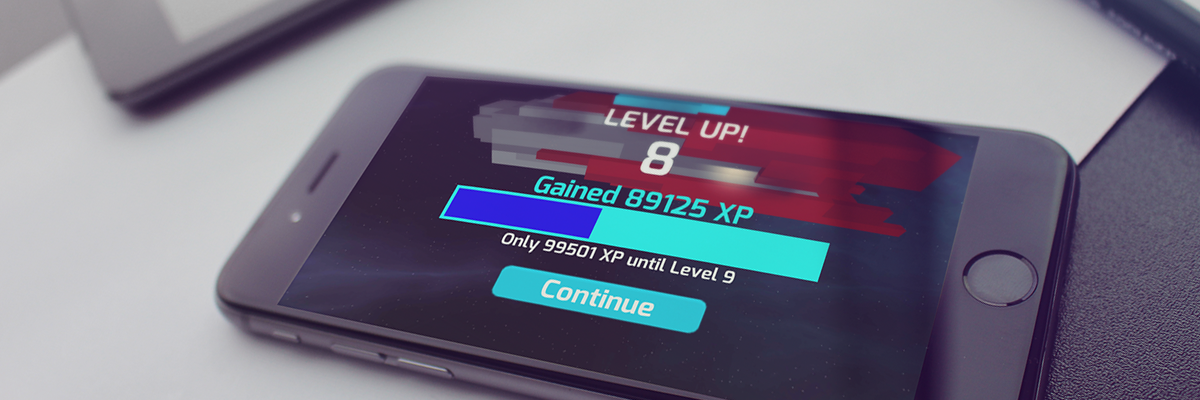 LEVEL UP!
8
Gained 89125 XP
Only 99501 XP until Level 9
Continue